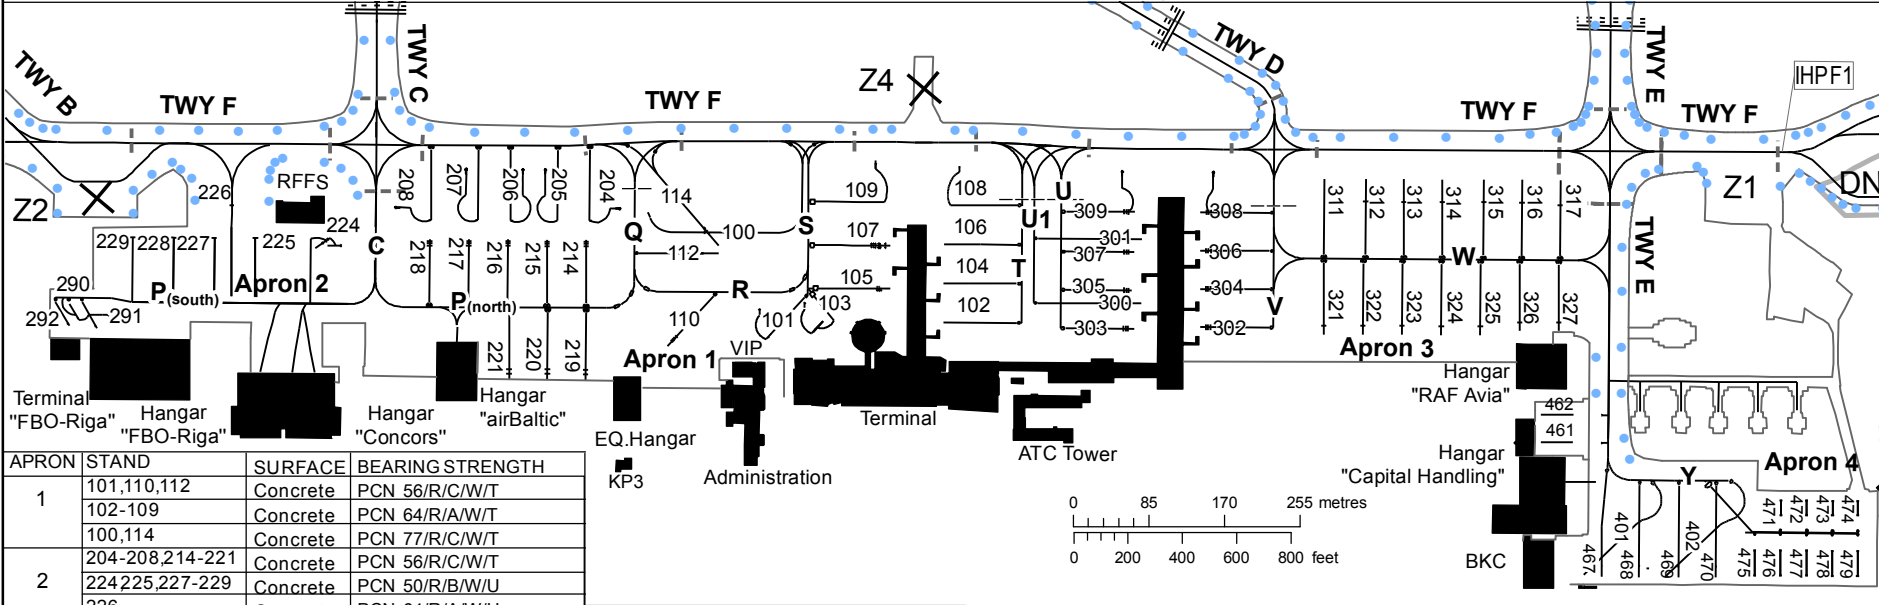 TWY B
TWY F
TWY C
TWY F
Z4
TWY D
TWY F
TWY E
TWY F
IHPF1
Z2
226
RFFS
208
207
206
205
204
114
109
108
U
309
308
311
312
313
314
315
316
317
Z1
DN
229
228
227
225
224
C
218
217
216
215
214
Q
100
112
S
107
106
U1
301
307
306
W
TWY E
290
292
291
P (south)
Apron 2
P (north)
R
105
103
101
110
104
T
102
305
300
303
304
302
V
321
322
323
324
325
326
327
221
220
219
Apron 1
VIP
Apron 3
Terminal
"FBO-Riga"
Hangar
"FBO-Riga"
Hangar
"Concors"
Hangar
"airBaltic"
EQ.Hangar
KP3
Administration
Terminal
ATC Tower
Hangar
"RAF Avia"
462
461
Hangar
"Capital Handling"
BKC
Y
Apron 4
471
472
473
474
401
402
467
468
469
470
475
476
477
478
479
0 85 170 255 metres
0 200 400 600 800 feet
APRON STAND SURFACE BEARING STRENGTH
1
101,110,112 Concrete PCN 56/R/C/W/T
102-109 Concrete PCN 64/R/A/W/T
100,114 Concrete PCN 77/R/C/W/T
2
204-208,214-221 Concrete PCN 56/R/C/W/T
224,225,227-229 Concrete PCN 50/R/B/W/U